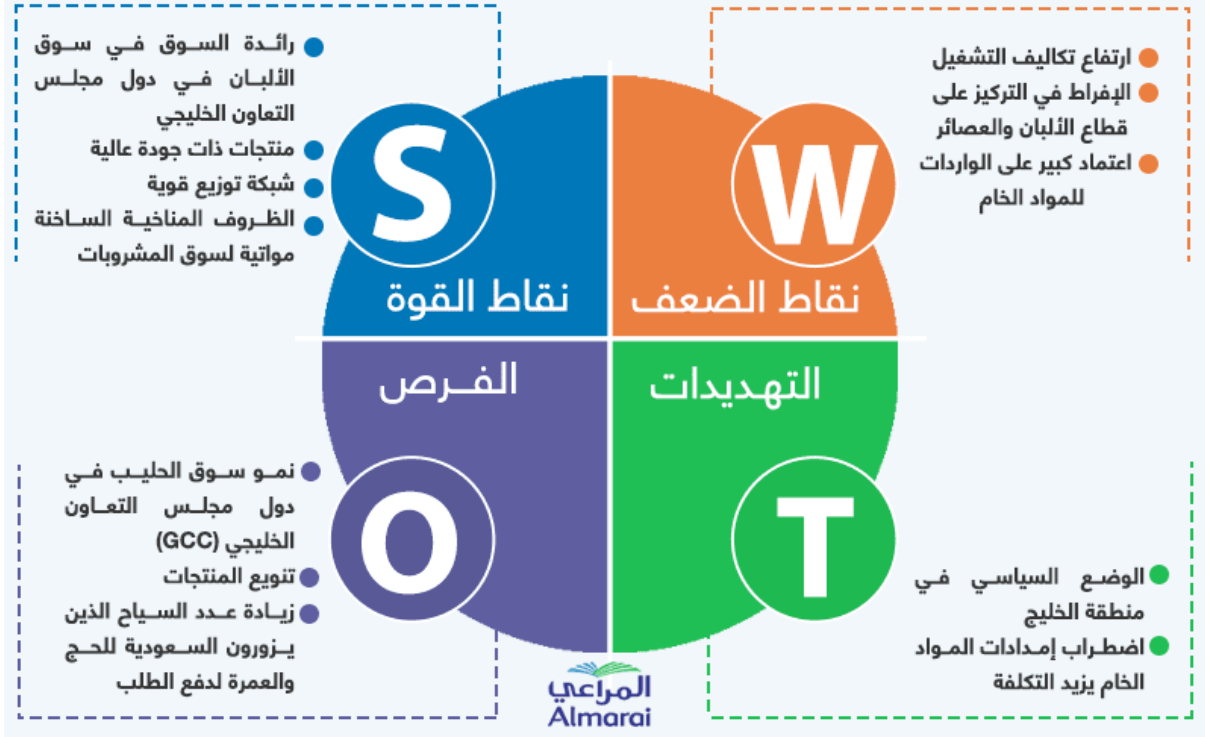 رائدة السوق في سوق
الألبان في دول مجلس
التعاون الخليجي
منتجات ذات جودة عالية
شبكة توزيع قوية
الظروف المناخية الساخنة
مواتية لسوق المشروبات
S
نقاط القوة
ارتفاع تكاليف التشغيل
الإفراط في التركيز على
قطاع الألبان والعصائر
اعتماد كبير على الواردات
للمواد الخام
W
نقاط الضعف
الفرص
O
نمو سوق الحليب في
دول مجلس التعاون
الخليجي (GCC)
تنويع المنتجات
زيادة عدد السياح الذين
يزورون السعودية للحج
والعمرة لدفع الطلب
التهديدات
T
الوضع السياسي في
منطقة الخليج
اضطراب إمدادات المواد
الخام يزيد التكلفة
المراعي
Almarai